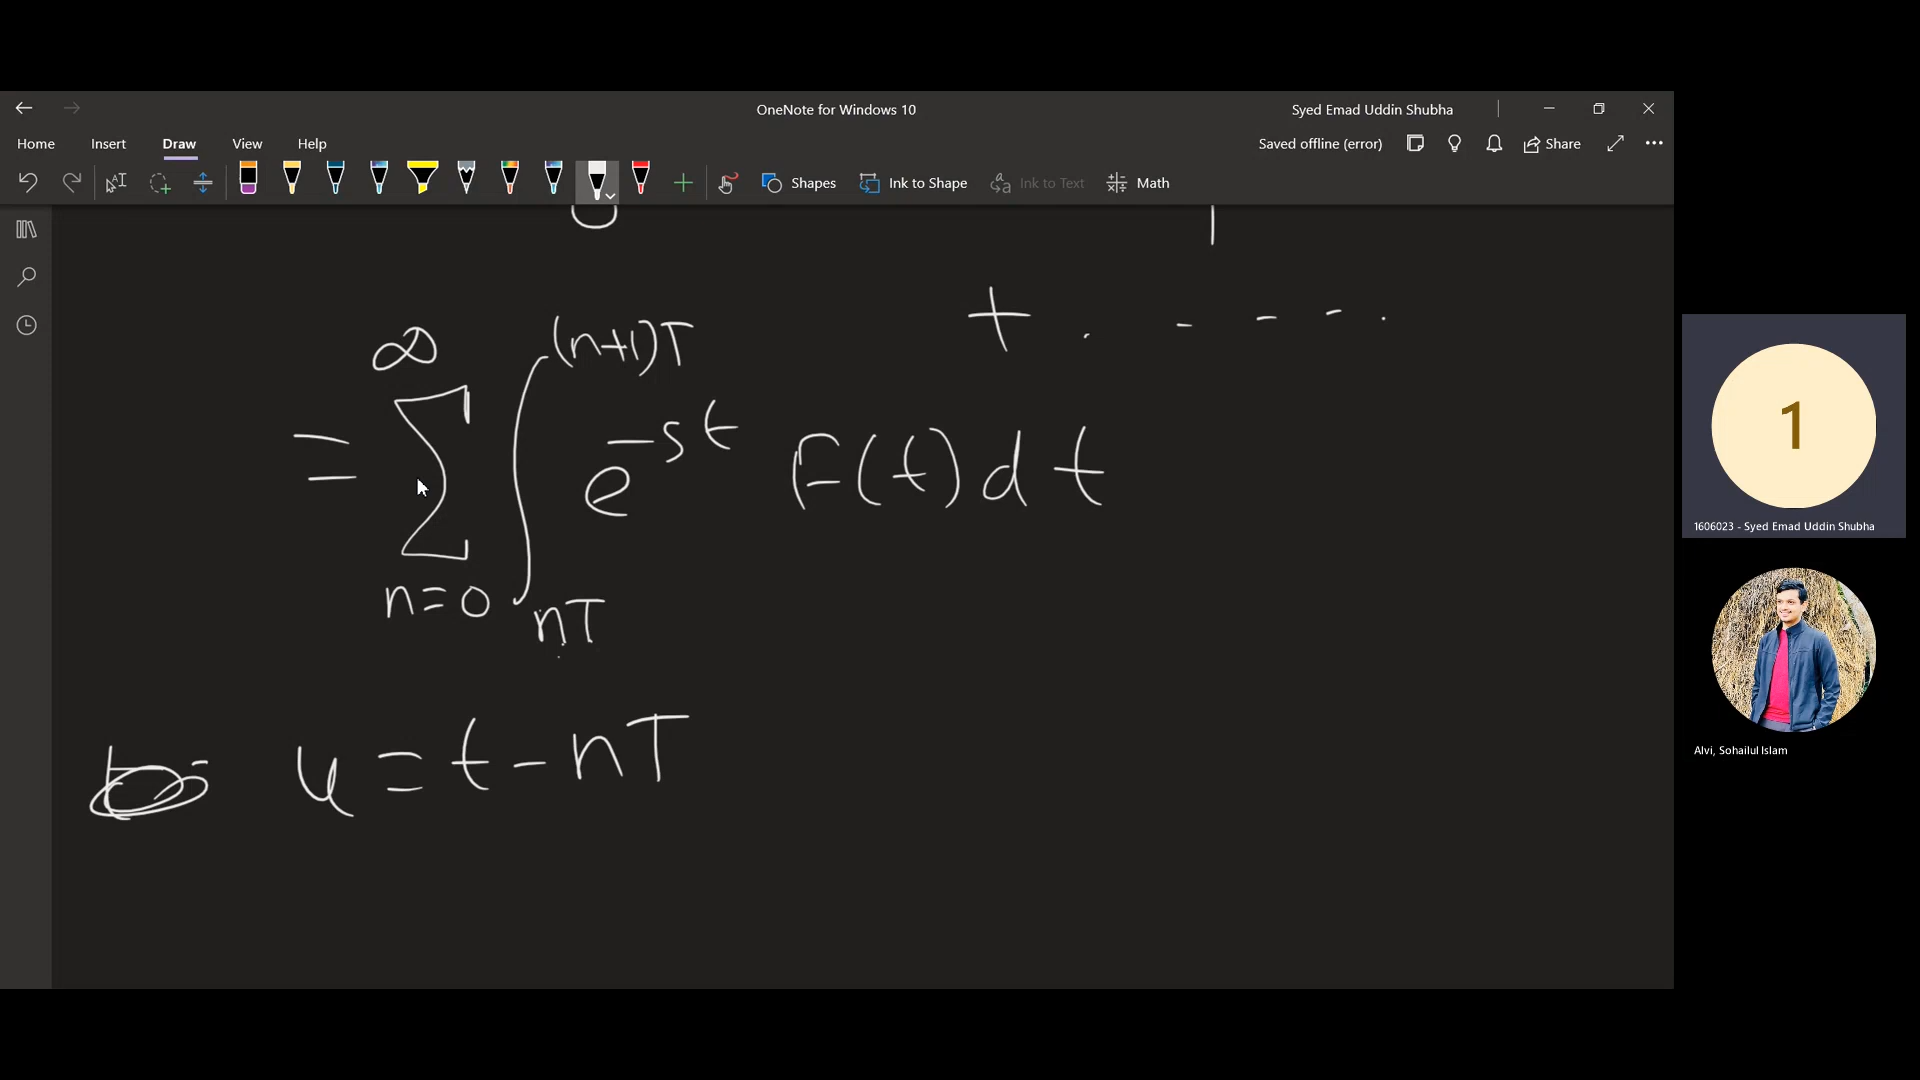 OneNote for Windows 10
Syed Emad Uddin Shubha
Home Insert Draw View Help
Saved offline (error)
Share
Shapes
Ink to Shape
Ink to Text
Math
+ . - - - .
= ∑ n=0 ∞ ∫ nT (n+1)T e^-st F(t) dt
u = t - nT
1
1606023 - Syed Emad Uddin Shubha
Alvi, Sohailul Islam